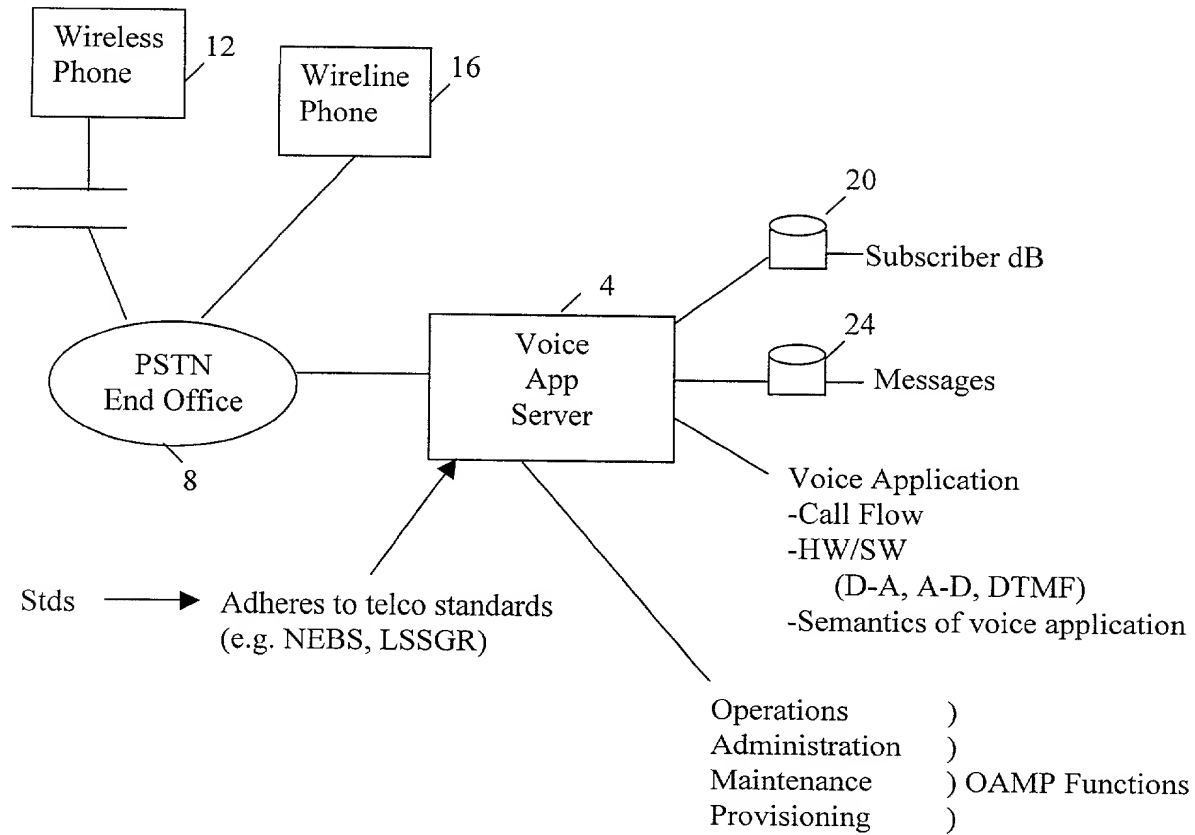 Wireless
Phone
12
Wireline
Phone
16
20
Subscriber dB
4
Voice
App
Server
24
Messages
PSTN
End Office
8
Voice Application
-Call Flow
-HW/SW
(D-A, A-D, DTMF)
-Semantics of voice application
Stds
Adheres to telco standards
(e.g. NEBS, LSSGR)
Operations )
Administration )
Maintenance ) OAMP Functions
Provisioning )